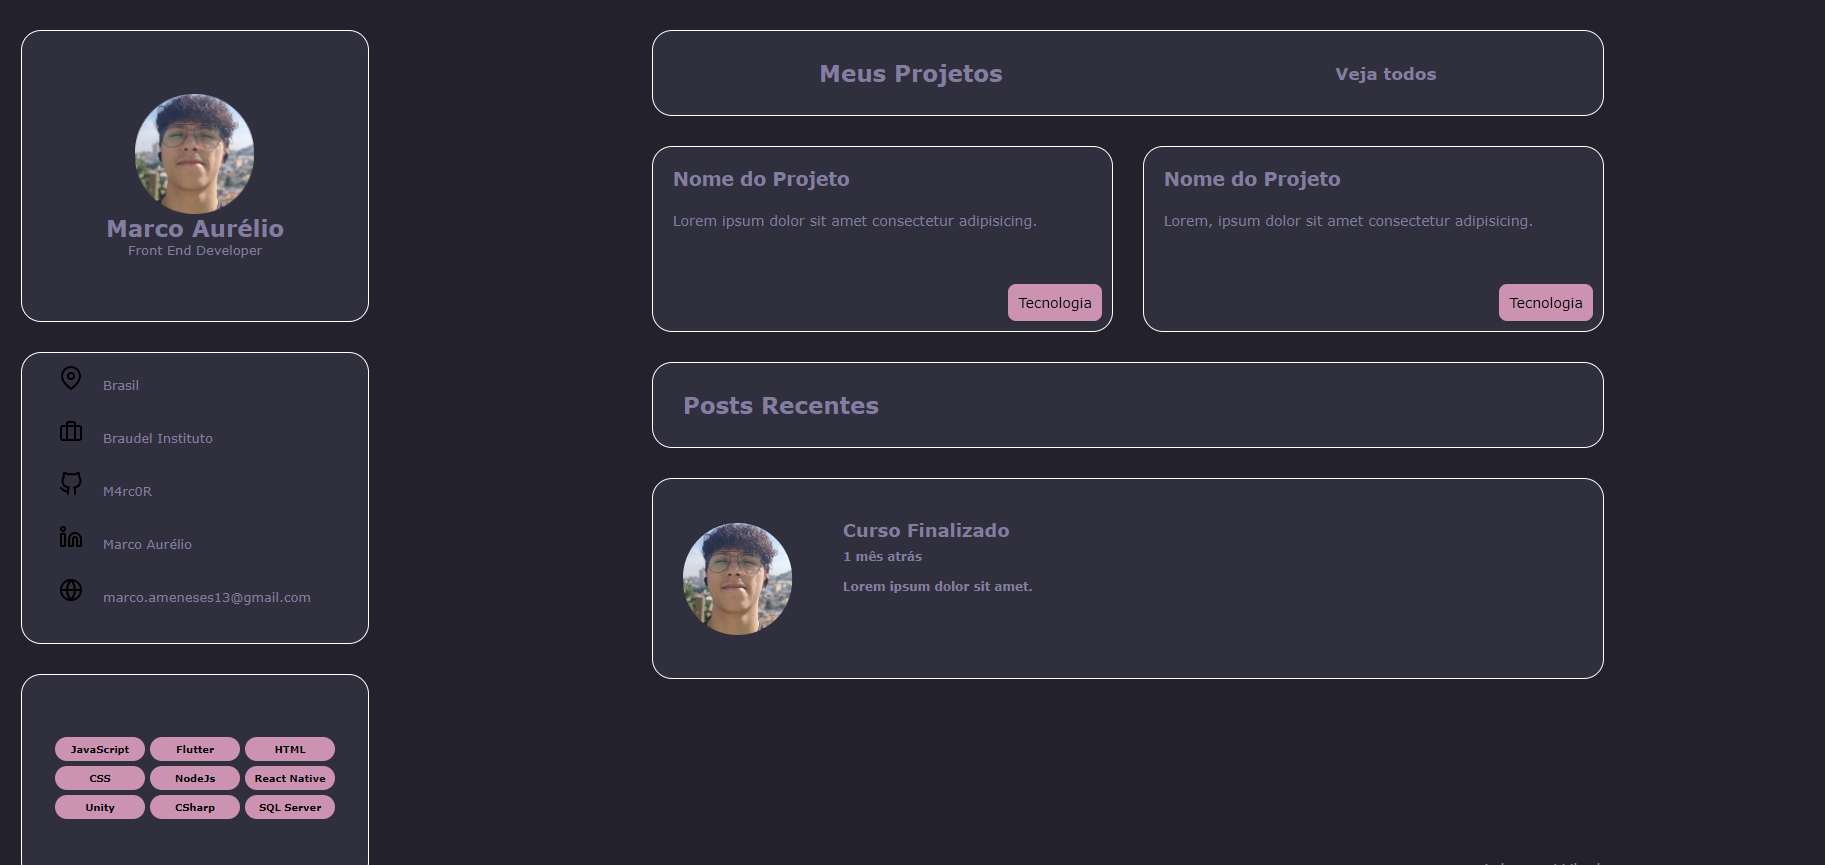 Marco Aurélio
Front End Developer
Brasil
Braudel Instituto
M4rc0R
Marco Aurélio
marco.ameneses13@gmail.com
JavaScript Flutter HTML
CSS NodeJs React Native
Unity CSharp SQL Server
Meus Projetos Veja todos
Nome do Projeto
Lorem ipsum dolor sit amet consectetur adipisicing.
Tecnologia
Nome do Projeto
Lorem, ipsum dolor sit amet consectetur adipisicing.
Tecnologia
Posts Recentes
Curso Finalizado
1 mês atrás
Lorem ipsum dolor sit amet.